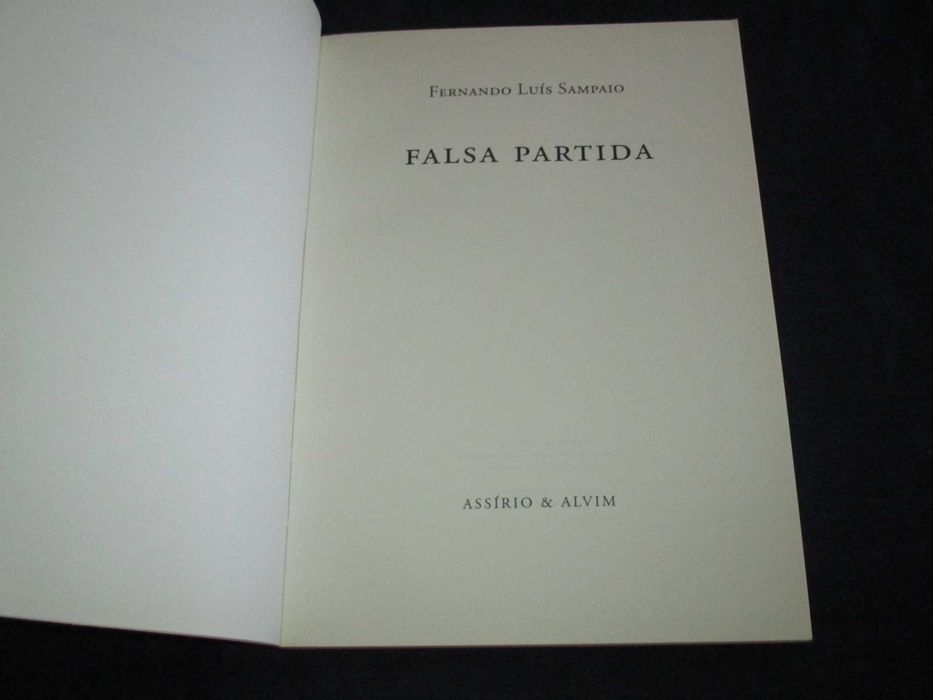 Fernando Luís Sampaio
FALSA PARTIDA
ASSÍRIO & ALVIM